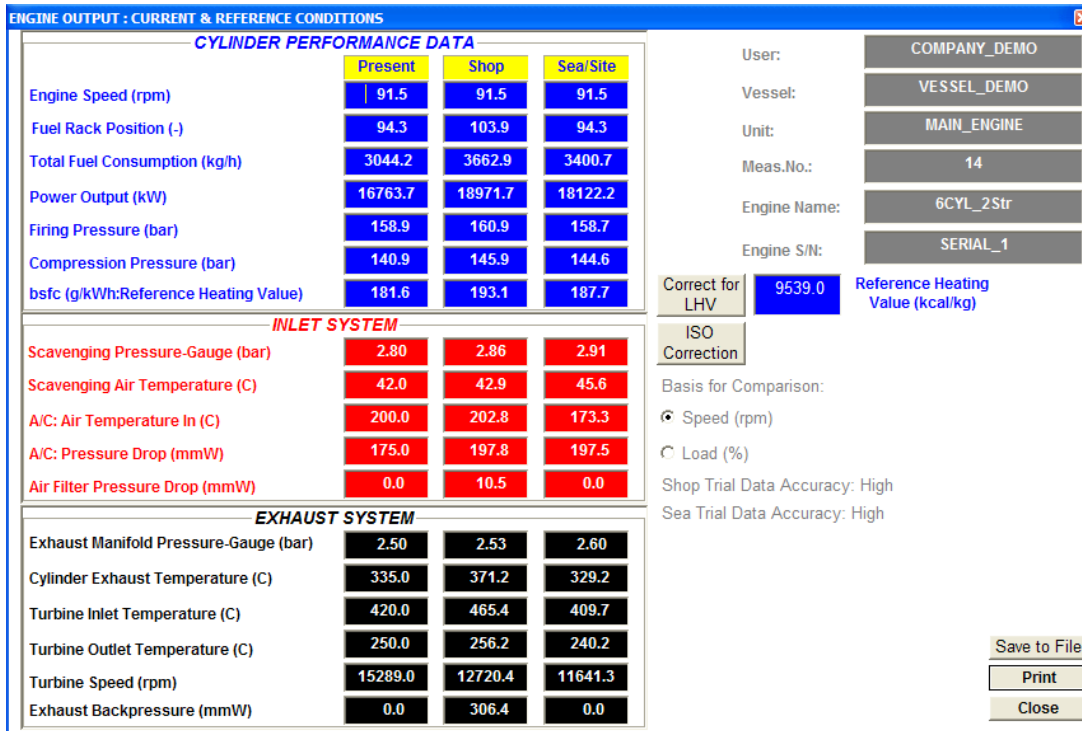 ENGINE OUTPUT : CURRENT & REFERENCE CONDITIONS
CYLINDER PERFORMANCE DATA
Present Shop Sea/Site
Engine Speed (rpm) 91.5 91.5 91.5
Fuel Rack Position (-) 94.3 103.9 94.3
Total Fuel Consumption (kg/h) 3044.2 3662.9 3400.7
Power Output (kW) 16763.7 18971.7 18122.2
Firing Pressure (bar) 158.9 160.9 158.7
Compression Pressure (bar) 140.9 145.9 144.6
bsfc (g/kWh:Reference Heating Value) 181.6 193.1 187.7
INLET SYSTEM
Scavenging Pressure-Gauge (bar) 2.80 2.86 2.91
Scavenging Air Temperature (C) 42.0 42.9 45.6
A/C: Air Temperature In (C) 200.0 202.8 173.3
A/C: Pressure Drop (mmW) 175.0 197.8 197.5
Air Filter Pressure Drop (mmW) 0.0 10.5 0.0
EXHAUST SYSTEM
Exhaust Manifold Pressure-Gauge (bar) 2.50 2.53 2.60
Cylinder Exhaust Temperature (C) 335.0 371.2 329.2
Turbine Inlet Temperature (C) 420.0 465.4 409.7
Turbine Outlet Temperature (C) 250.0 256.2 240.2
Turbine Speed (rpm) 15289.0 12720.4 11641.3
Exhaust Backpressure (mmW) 0.0 306.4 0.0
User: COMPANY_DEMO
Vessel: VESSEL_DEMO
Unit: MAIN_ENGINE
Meas.No.: 14
Engine Name: 6CYL_2Str
Engine S/N: SERIAL_1
Correct for
LHV
9539.0
Reference Heating
Value (kcal/kg)
ISO
Correction
Basis for Comparison:
Speed (rpm)
Load (%)
Shop Trial Data Accuracy: High
Sea Trial Data Accuracy: High
Save to File
Print
Close